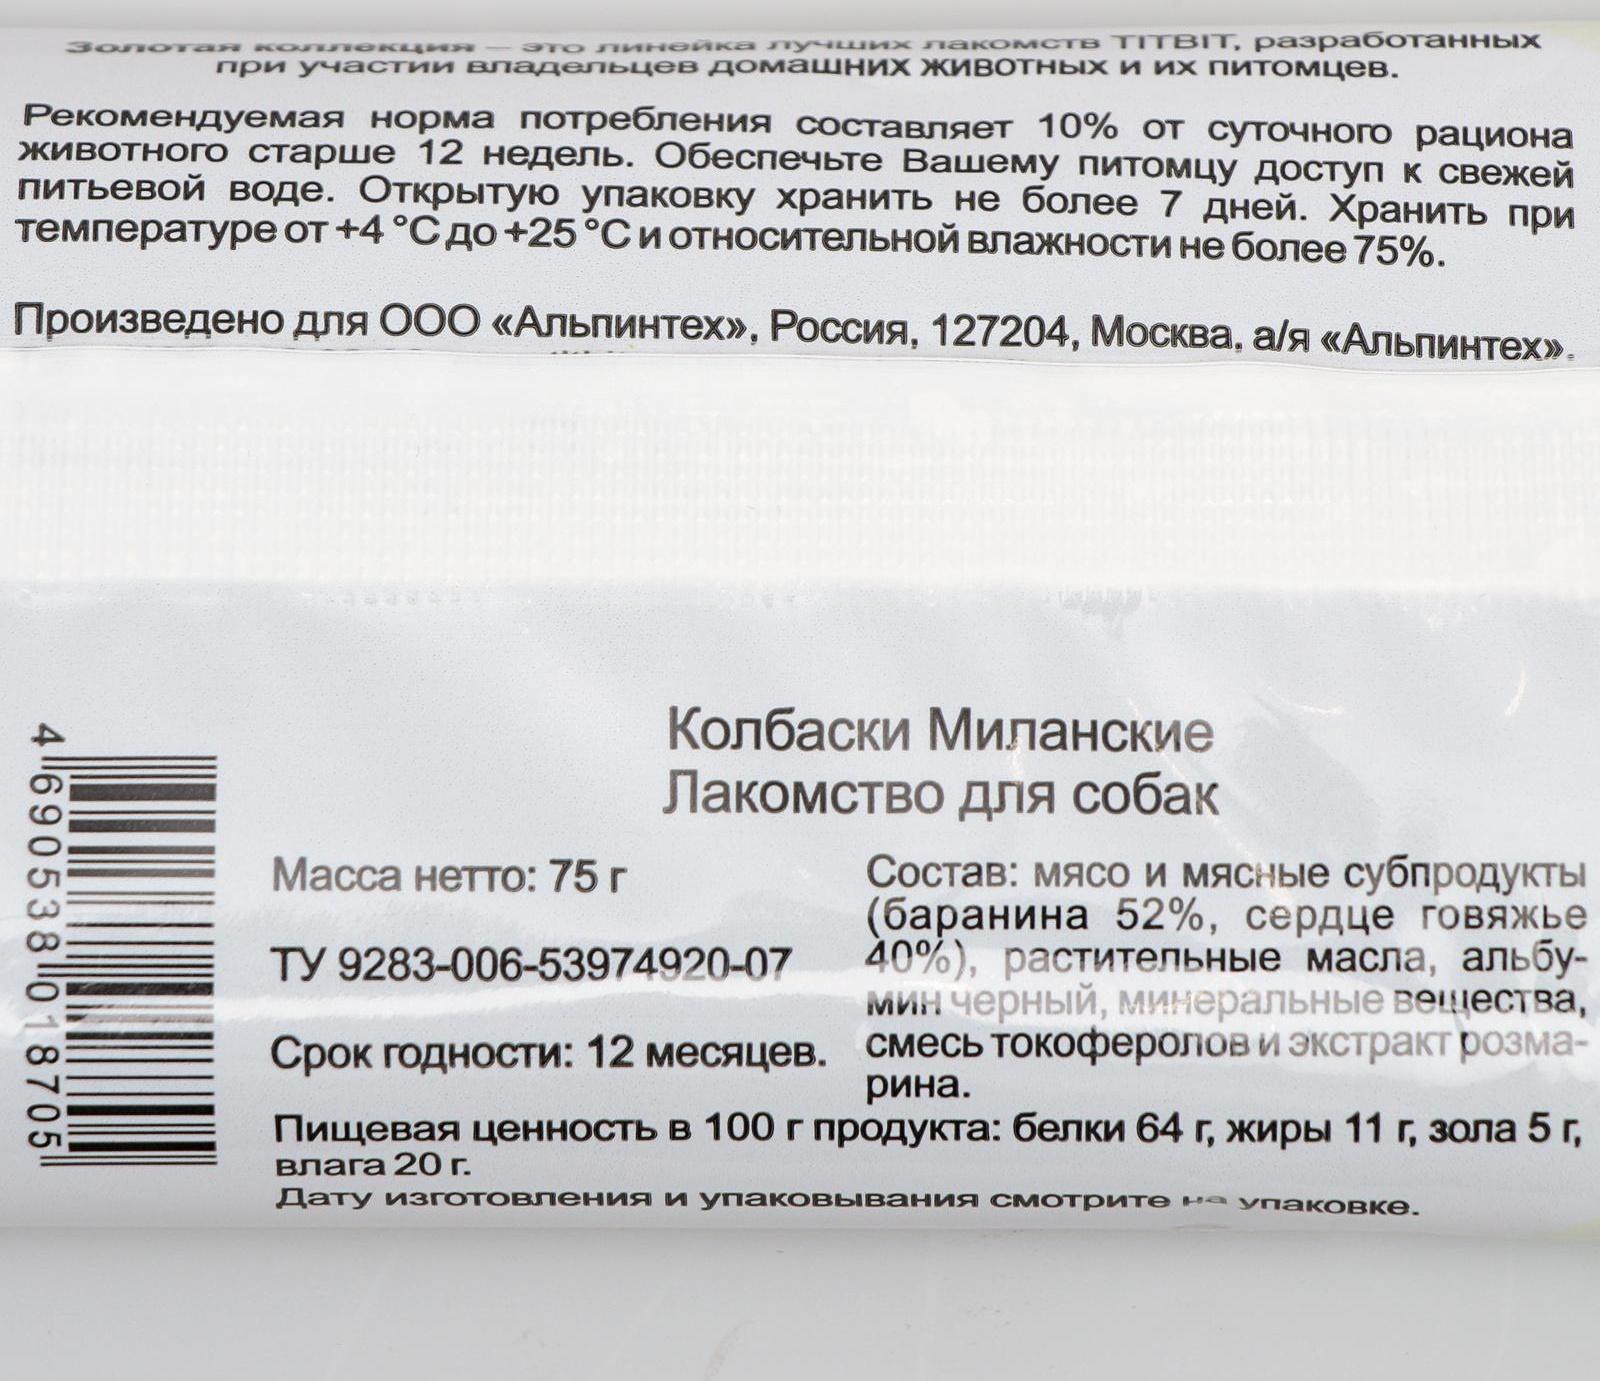 Золотая коллекция – это линейка лучших лакомств TITBIT, разработанных
при участии владельцев домашних животных и их питомцев.
Рекомендуемая норма потребления составляет 10% от суточного рациона
животного старше 12 недель. Обеспечьте Вашему питомцу доступ к свежей
питьевой воде. Открытую упаковку хранить не более 7 дней. Хранить при
температуре от +4 °С до +25 °С и относительной влажности не более 75%.
Произведено для ООО «Альпинтех», Россия, 127204, Москва, а/я «Альпинтех».
Колбаски Миланские
Лакомство для собак
Масса нетто: 75 г
ТУ 9283-006-53974920-07
Срок годности: 12 месяцев.
Состав: мясо и мясные субпродукты
(баранина 52%, сердце говяжье
40%), растительные масла, альбу-
мин черный, минеральные вещества,
смесь токоферолов и экстракт розма-
рина.
Пищевая ценность в 100 г продукта: белки 64 г, жиры 11 г, зола 5 г,
влага 20 г.
Дату изготовления и упаковывания смотрите на упаковке.
4 690538 018705